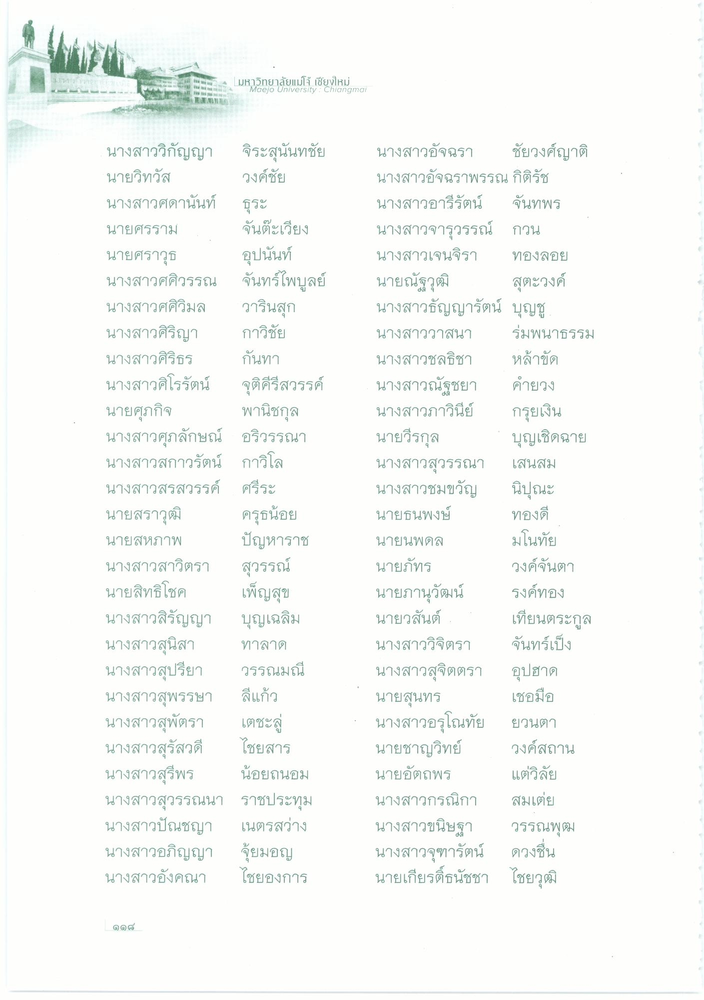 มหาวิทยาลัยแม่โจ้ เชียงใหม่
Maejo University : Chiangmai
นางสาววิกัญญา จิระสุนันทชัย
นายวิทวัส วงค์ชัย
นางสาวศดานันท์ ธุระ
นายศรราม จันต๊ะเวียง
นายศราวุธ อุปนันท์
นางสาวศศิวรรณ จันทร์ไพบูลย์
นางสาวศศิวิมล วารินสุก
นางสาวศิริญา กาวิชัย
นางสาวศิริธร กันทา
นางสาวศิโรรัตน์ จุติคีรีสวรรค์
นายศุภกิจ พานิชกุล
นางสาวศุภลักษณ์ อริวรรณา
นางสาวสกาวรัตน์ กาวิโล
นางสาวสรสวรรค์ ศรีระ
นายสราวุฒิ ครุธน้อย
นายสหภาพ ปัญหาราช
นางสาวสาวิตรา สุวรรณ์
นายสิทธิโชค เพ็ญสุข
นางสาวสิรัญญา บุญเฉลิม
นางสาวสุนิสา ทาลาด
นางสาวสุปรียา วรรณมณี
นางสาวสุพรรษา ลีแก้ว
นางสาวสุพัตรา เตชะลู่
นางสาวสุรัสวดี ไชยสาร
นางสาวสุรีพร น้อยถนอม
นางสาวสุวรรณนา ราชประทุม
นางสาวปัณชญา เนตรสว่าง
นางสาวอภิญญา จุ้ยมอญ
นางสาวอังคณา ไชยองการ
นางสาวอัจฉรา ชัยวงศ์ญาติ
นางสาวอัจฉราพรรณ กิติรัช
นางสาวอารีรัตน์ จันทพร
นางสาวจารุวรรณ์ กวน
นางสาวเจนจิรา ทองลอย
นายณัฐวุฒิ สุตะวงค์
นางสาวธัญญารัตน์ บุญชู
นางสาววาสนา ร่มพนาธรรม
นางสาวชลธิชา หล้าขัด
นางสาวณัฐชยา คำยวง
นางสาวภาวินีย์ กรุยเงิน
นายวีรกุล บุญเชิดฉาย
นางสาวสุวรรณา เสนสม
นางสาวชมขวัญ นิปุณะ
นายธนพงษ์ ทองดี
นายนพดล มโนทัย
นายภัทร วงค์จันตา
นายภานุวัฒน์ รงค์ทอง
นายวสันต์ เทียนตระกูล
นางสาววิจิตรา จันทร์เป็ง
นางสาวสุจิตตรา อุปฮาด
นายสุนทร เชอมือ
นางสาวอรุโณทัย ยวนตา
นายชาญวิทย์ วงค์สถาน
นายอัตถพร แต่วิลัย
นางสาวกรณิกา สมเต่ย
นางสาวขนิษฐา วรรณพุฒ
นางสาวจุฑารัตน์ ดวงชื่น
นายเกียรติ์ธนัชชา ไชยวุฒิ
๑๑๘